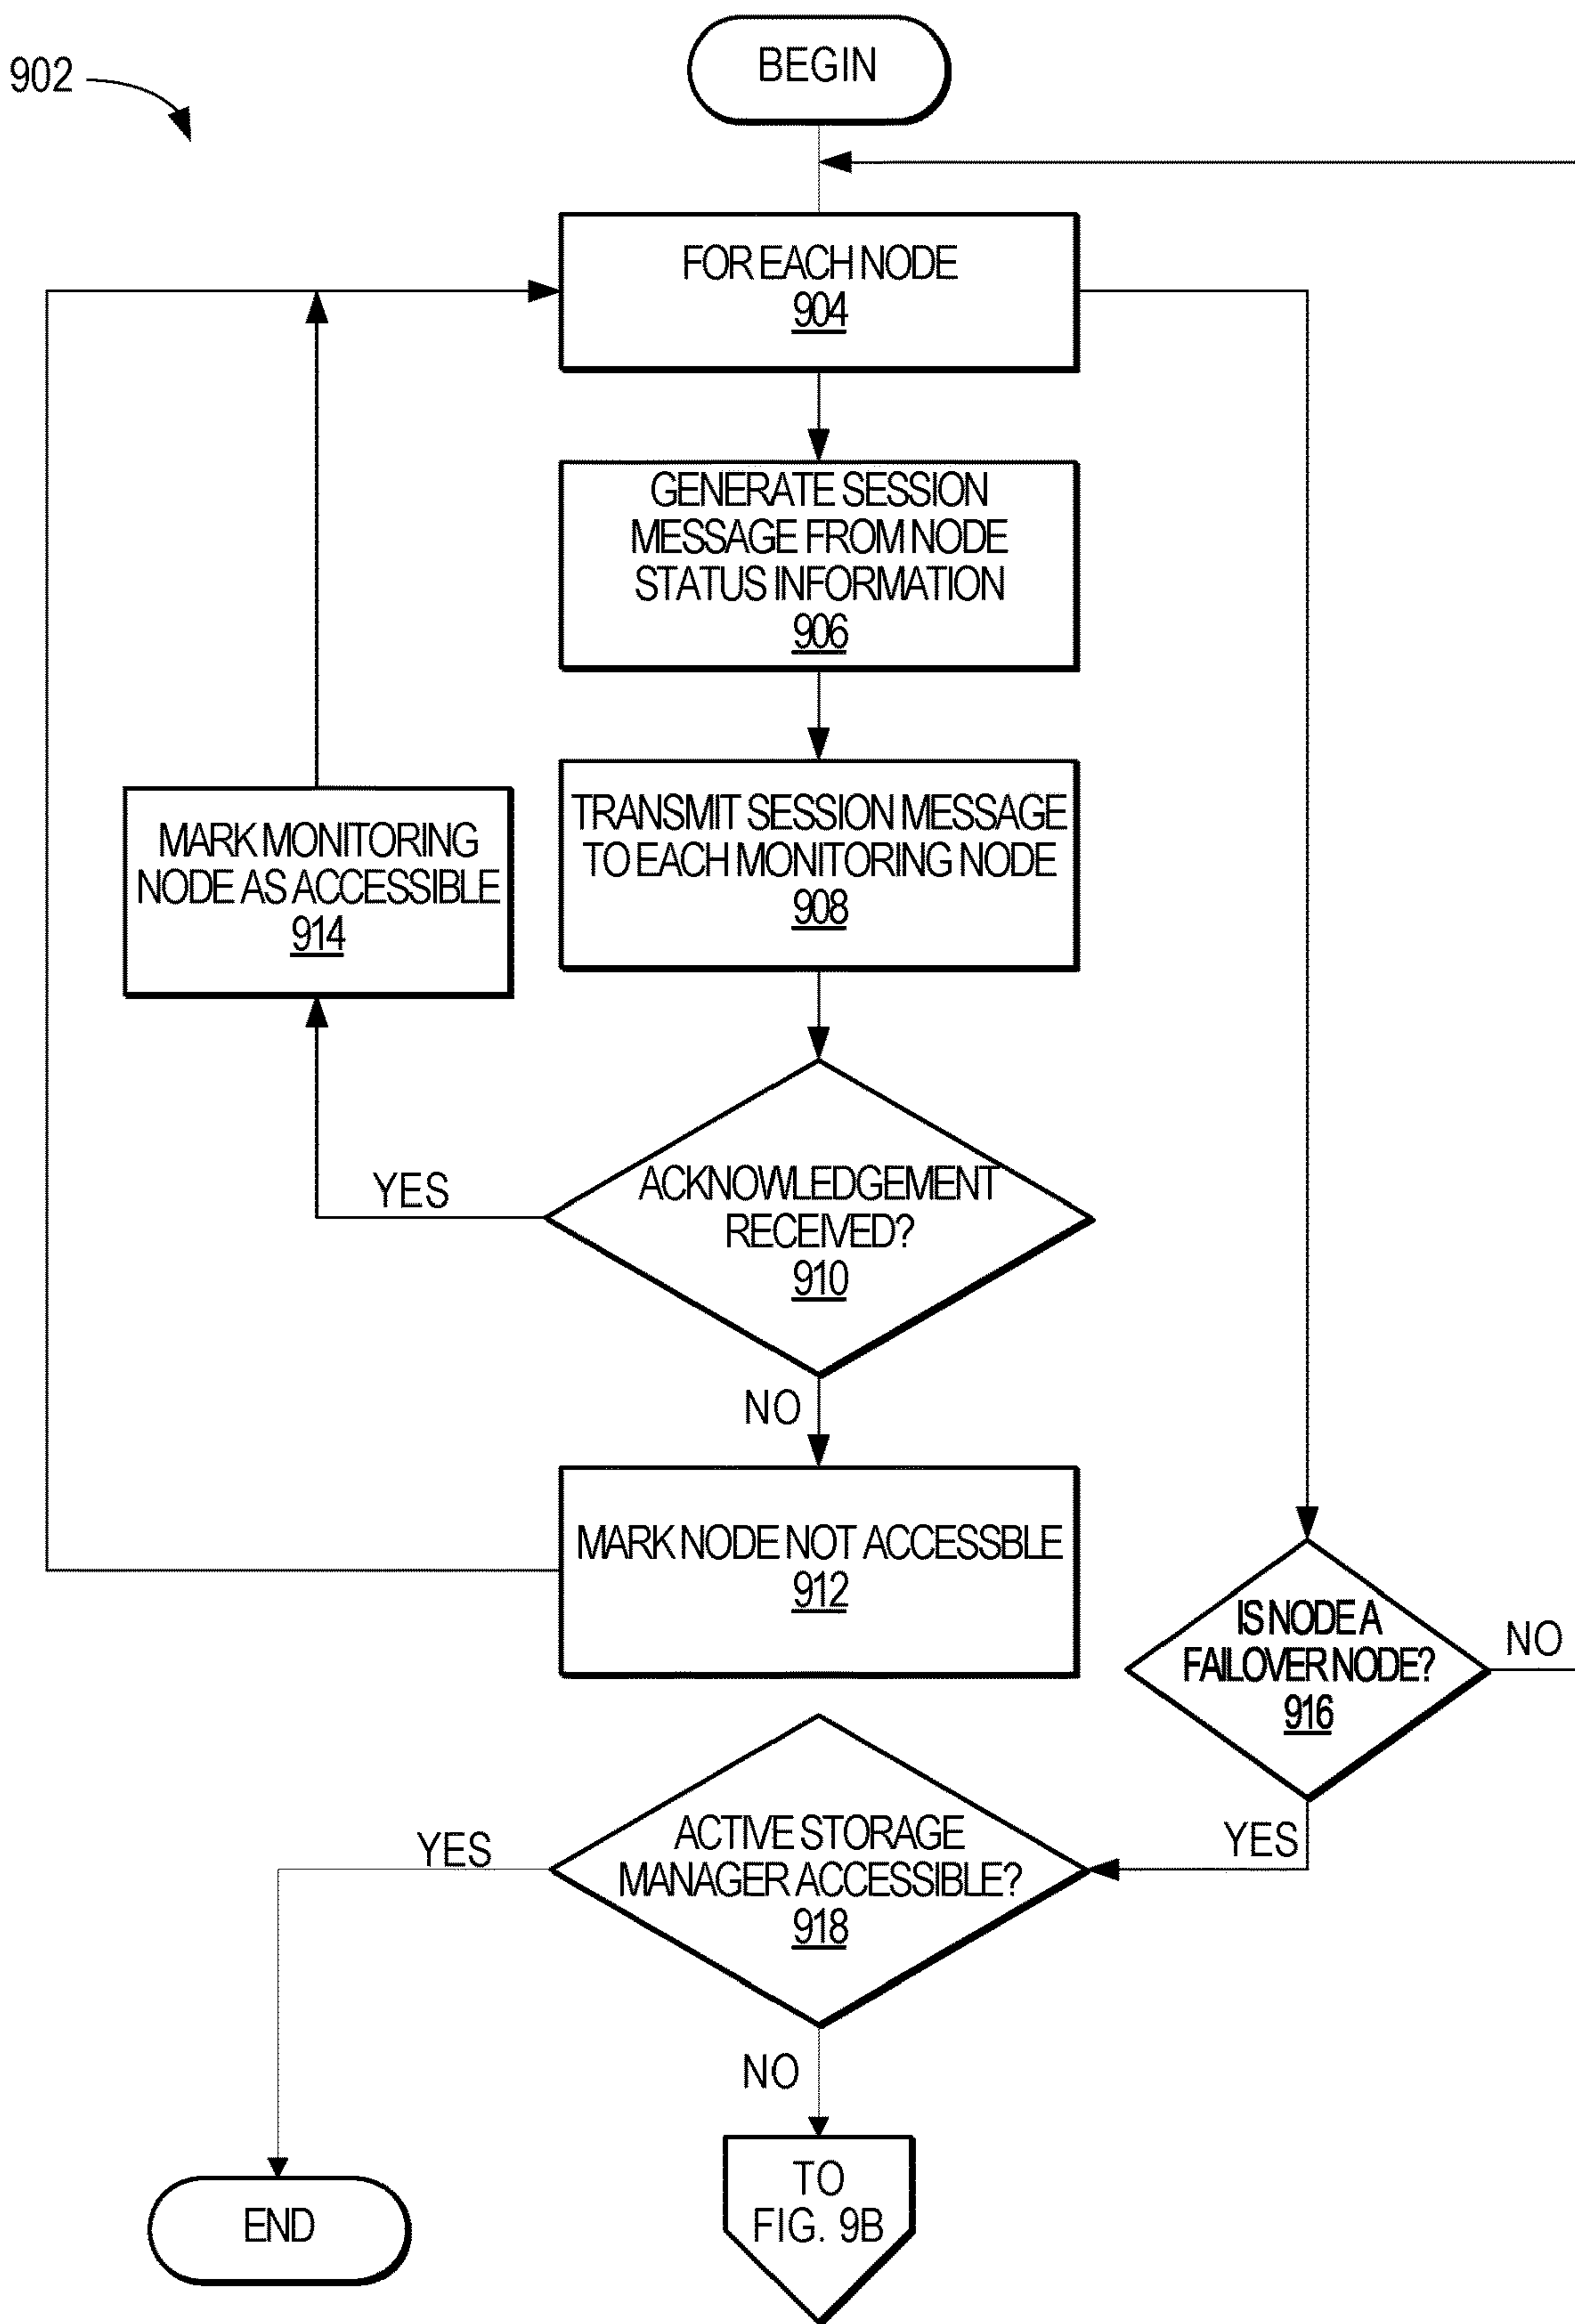 902
BEGIN
FOR EACH NODE
904
GENERATE SESSION
MESSAGE FROM NODE
STATUS INFORMATION
906
TRANSMIT SESSION MESSAGE
TO EACH MONITORING NODE
908
MARK MONITORING
NODE AS ACCESSIBLE
914
YES
ACKNOWLEDGEMENT
RECEIVED?
910
NO
MARK NODE NOT ACCESSBLE
912
IS NODE A
FAILOVER NODE?
916
NO
YES
ACTIVE STORAGE
MANAGER ACCESSIBLE?
918
YES
NO
END
TO
FIG. 9B